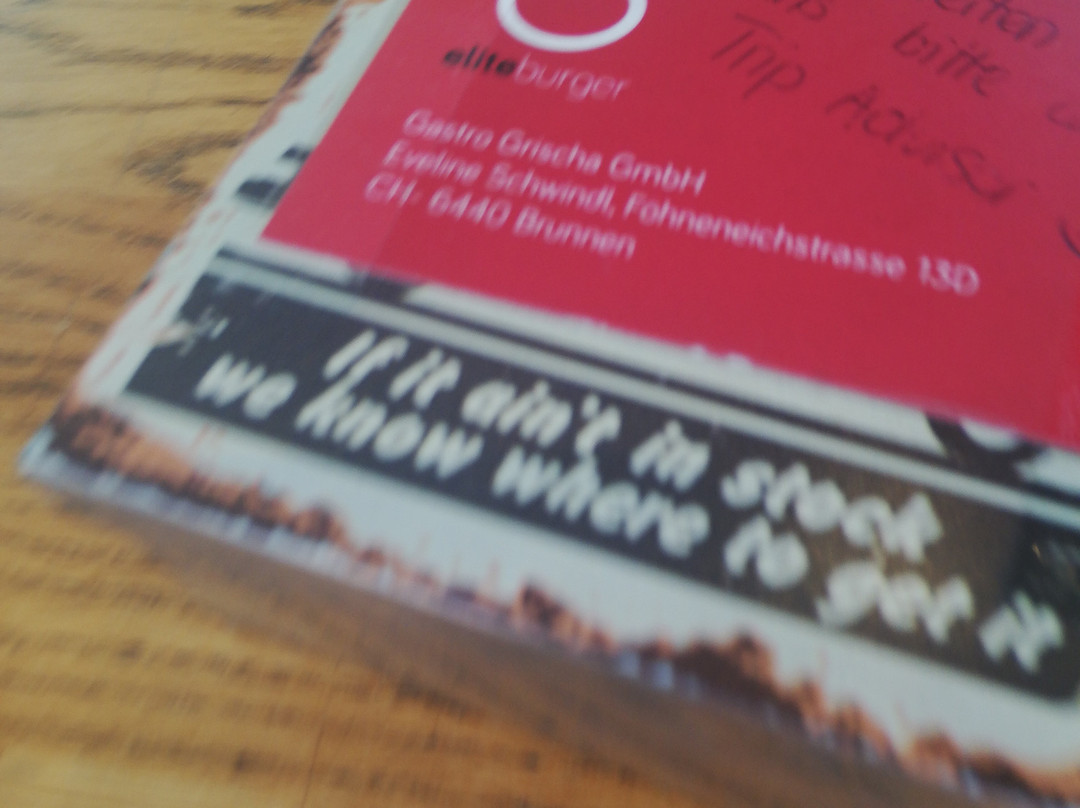 bitte
Trip Advisor
eliteburger
Gastro Grischa GmbH
Eveline Schwindl, Föhneneichstrasse 13D
CH- 6440 Brunnen
If it ain't in stock
we know where to get it